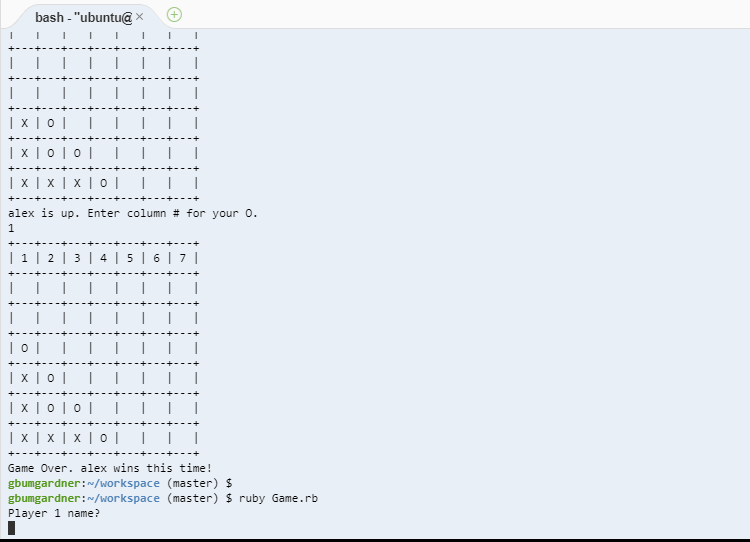 bash - "ubuntu@ ×
|   |   |   |   |   |   |   |
+---+---+---+---+---+---+---+
|   |   |   |   |   |   |   |
+---+---+---+---+---+---+---+
|   |   |   |   |   |   |   |
+---+---+---+---+---+---+---+
| X | O |   |   |   |   |   |
+---+---+---+---+---+---+---+
| X | O | O |   |   |   |   |
+---+---+---+---+---+---+---+
| X | X | X | O |   |   |   |
+---+---+---+---+---+---+---+
alex is up. Enter column # for your O.
1
+---+---+---+---+---+---+---+
| 1 | 2 | 3 | 4 | 5 | 6 | 7 |
+---+---+---+---+---+---+---+
|   |   |   |   |   |   |   |
+---+---+---+---+---+---+---+
|   |   |   |   |   |   |   |
+---+---+---+---+---+---+---+
| O |   |   |   |   |   |   |
+---+---+---+---+---+---+---+
| X | O |   |   |   |   |   |
+---+---+---+---+---+---+---+
| X | O | O |   |   |   |   |
+---+---+---+---+---+---+---+
| X | X | X | O |   |   |   |
+---+---+---+---+---+---+---+
Game Over. alex wins this time!
gbumgardner:~/workspace (master) $
gbumgardner:~/workspace (master) $ ruby Game.rb
Player 1 name?